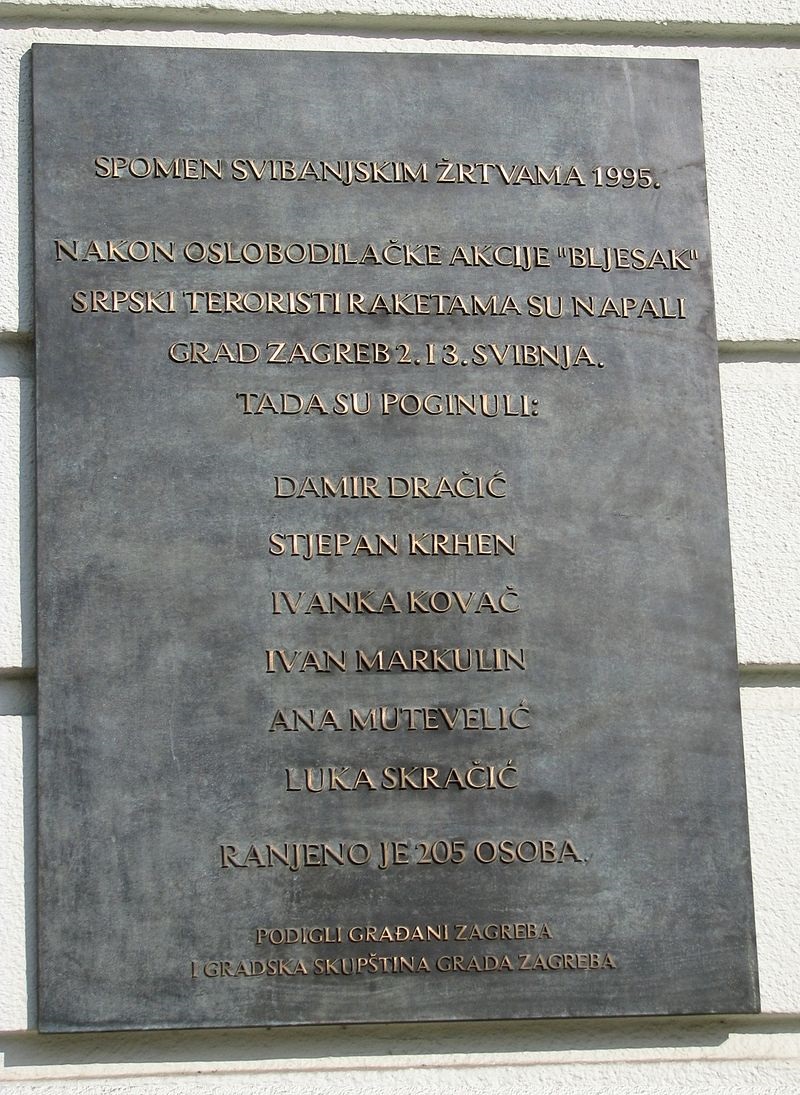 SPOMEN SVIBANJSKIM ŽRTVAMA 1995.
NAKON OSLOBODILAČKE AKCIJE "BLJESAK"
SRPSKI TERORISTI RAKETAMA SU NAPALI
GRAD ZAGREB 2. I 3. SVIBNJA.
TADA SU POGINULI:
DAMIR DRAČIĆ
STJEPAN KRHEN
IVANKA KOVAČ
IVAN MARKULIN
ANA MUTEVELIĆ
LUKA SKRAČIĆ
RANJENO JE 205 OSOBA.
PODIGLI GRAĐANI ZAGREBA
I GRADSKA SKUPŠTINA GRADA ZAGREBA